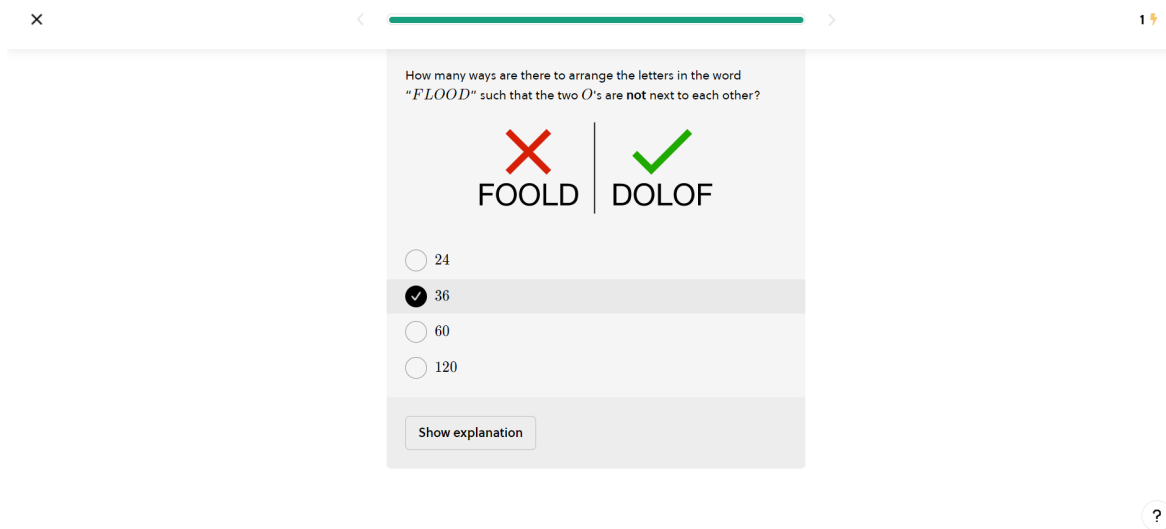 1
How many ways are there to arrange the letters in the word
"FLOOD" such that the two O's are not next to each other?
FOOLD DOLOF
24
36
60
120
Show explanation
?